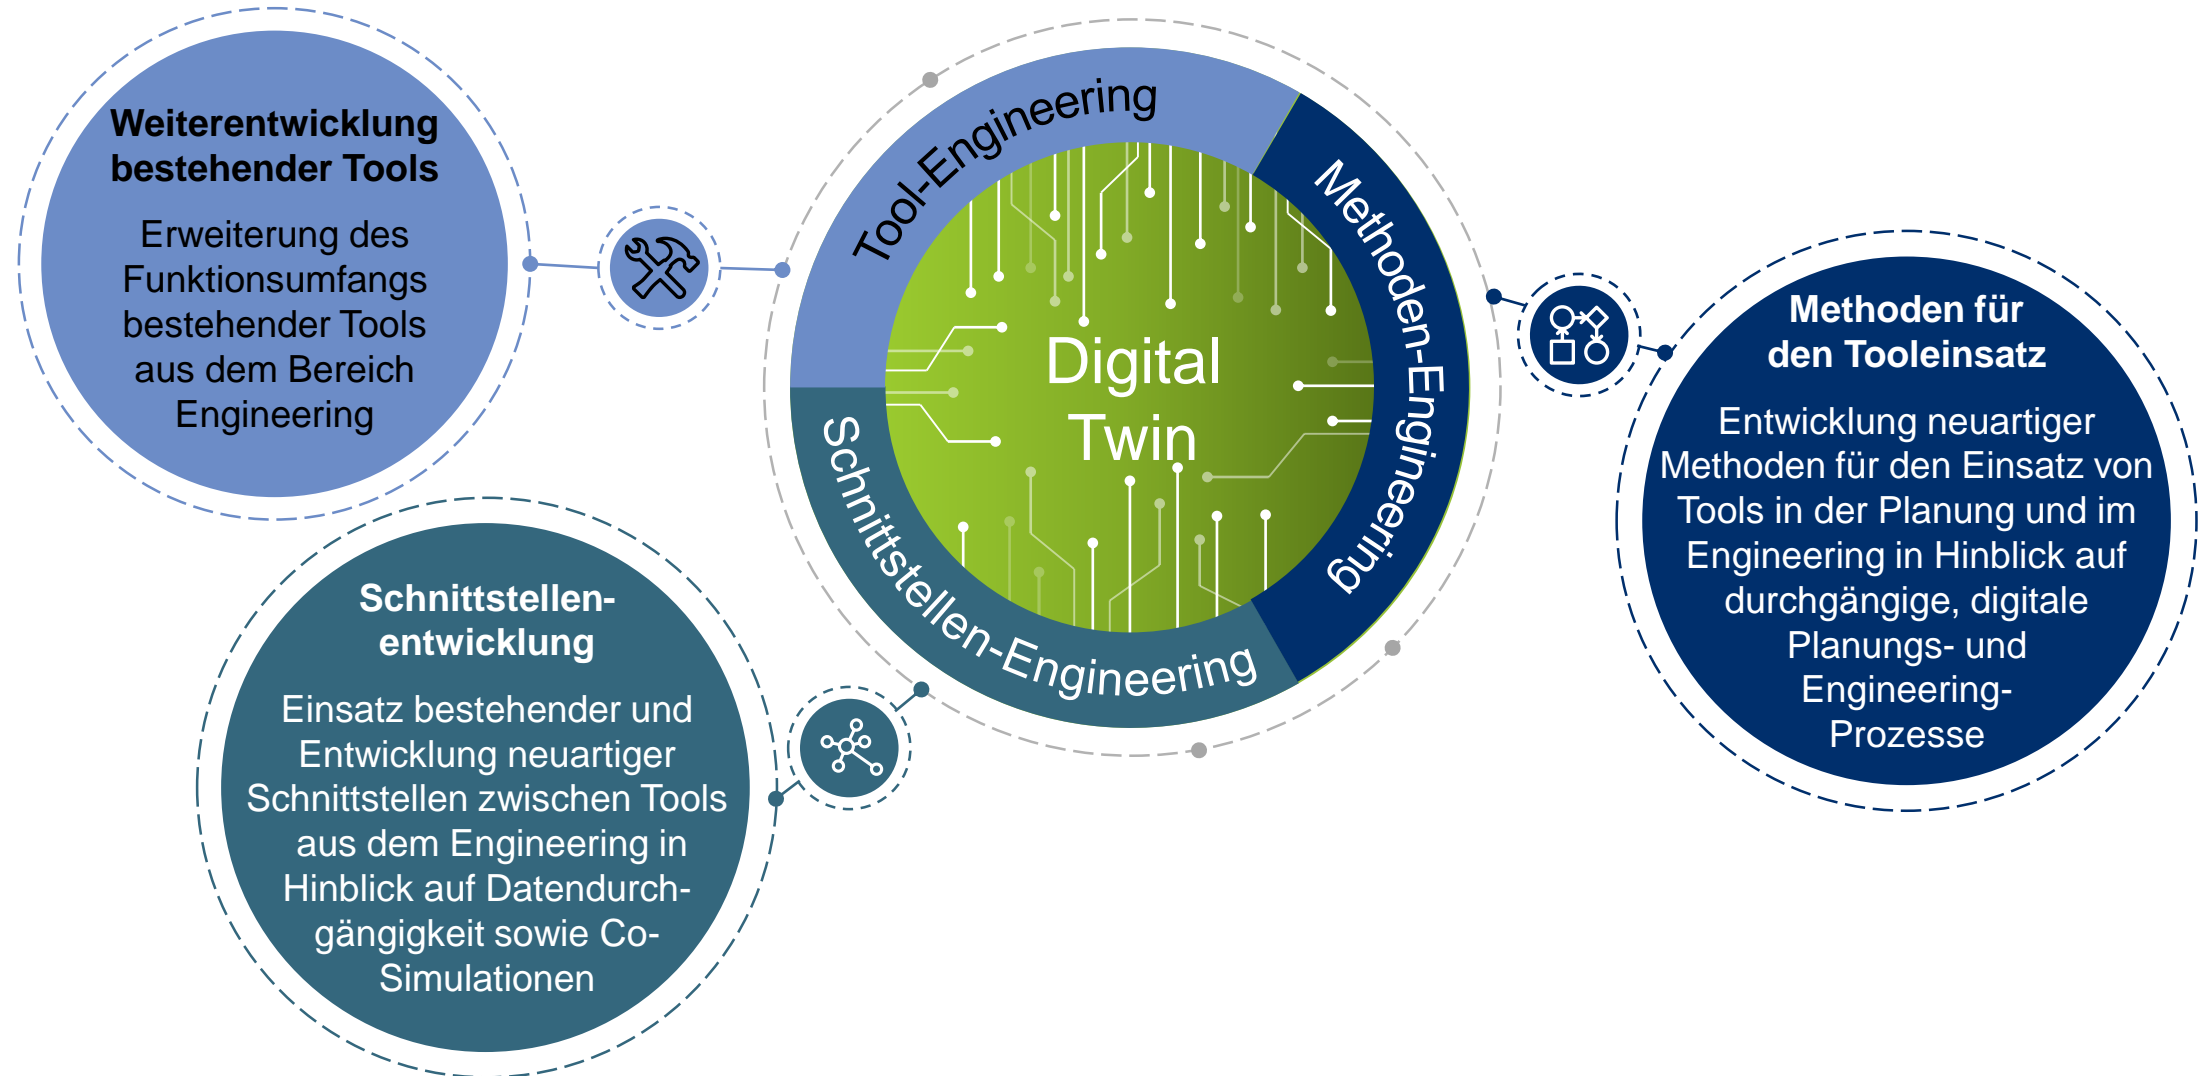 Weiterentwicklung
bestehender Tools
Erweiterung des
Funktionsumfangs
bestehender Tools
aus dem Bereich
Engineering
Tool-Engineering
Methoden-Engineering
Schnittstellen-Engineering
Digital
Twin
Methoden für
den Tooleinsatz
Entwicklung neuartiger
Methoden für den Einsatz von
Tools in der Planung und im
Engineering in Hinblick auf
durchgängige, digitale
Planungs- und
Engineering-
Prozesse
Schnittstellen-
entwicklung
Einsatz bestehender und
Entwicklung neuartiger
Schnittstellen zwischen Tools
aus dem Engineering in
Hinblick auf Datendurch-
gängigkeit sowie Co-
Simulationen